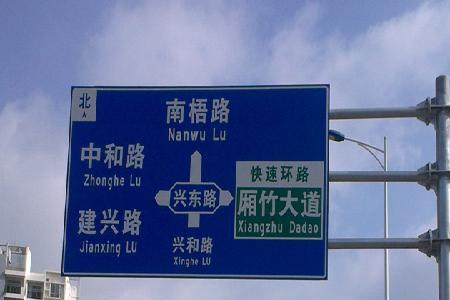 北
南梧路
Nanwu Lu
中和路
Zhonghe Lu
快速环路
厢竹大道
Xiangzhu Dadao
兴东路
建兴路
Jianxing LU
兴和路
Xinghe LU